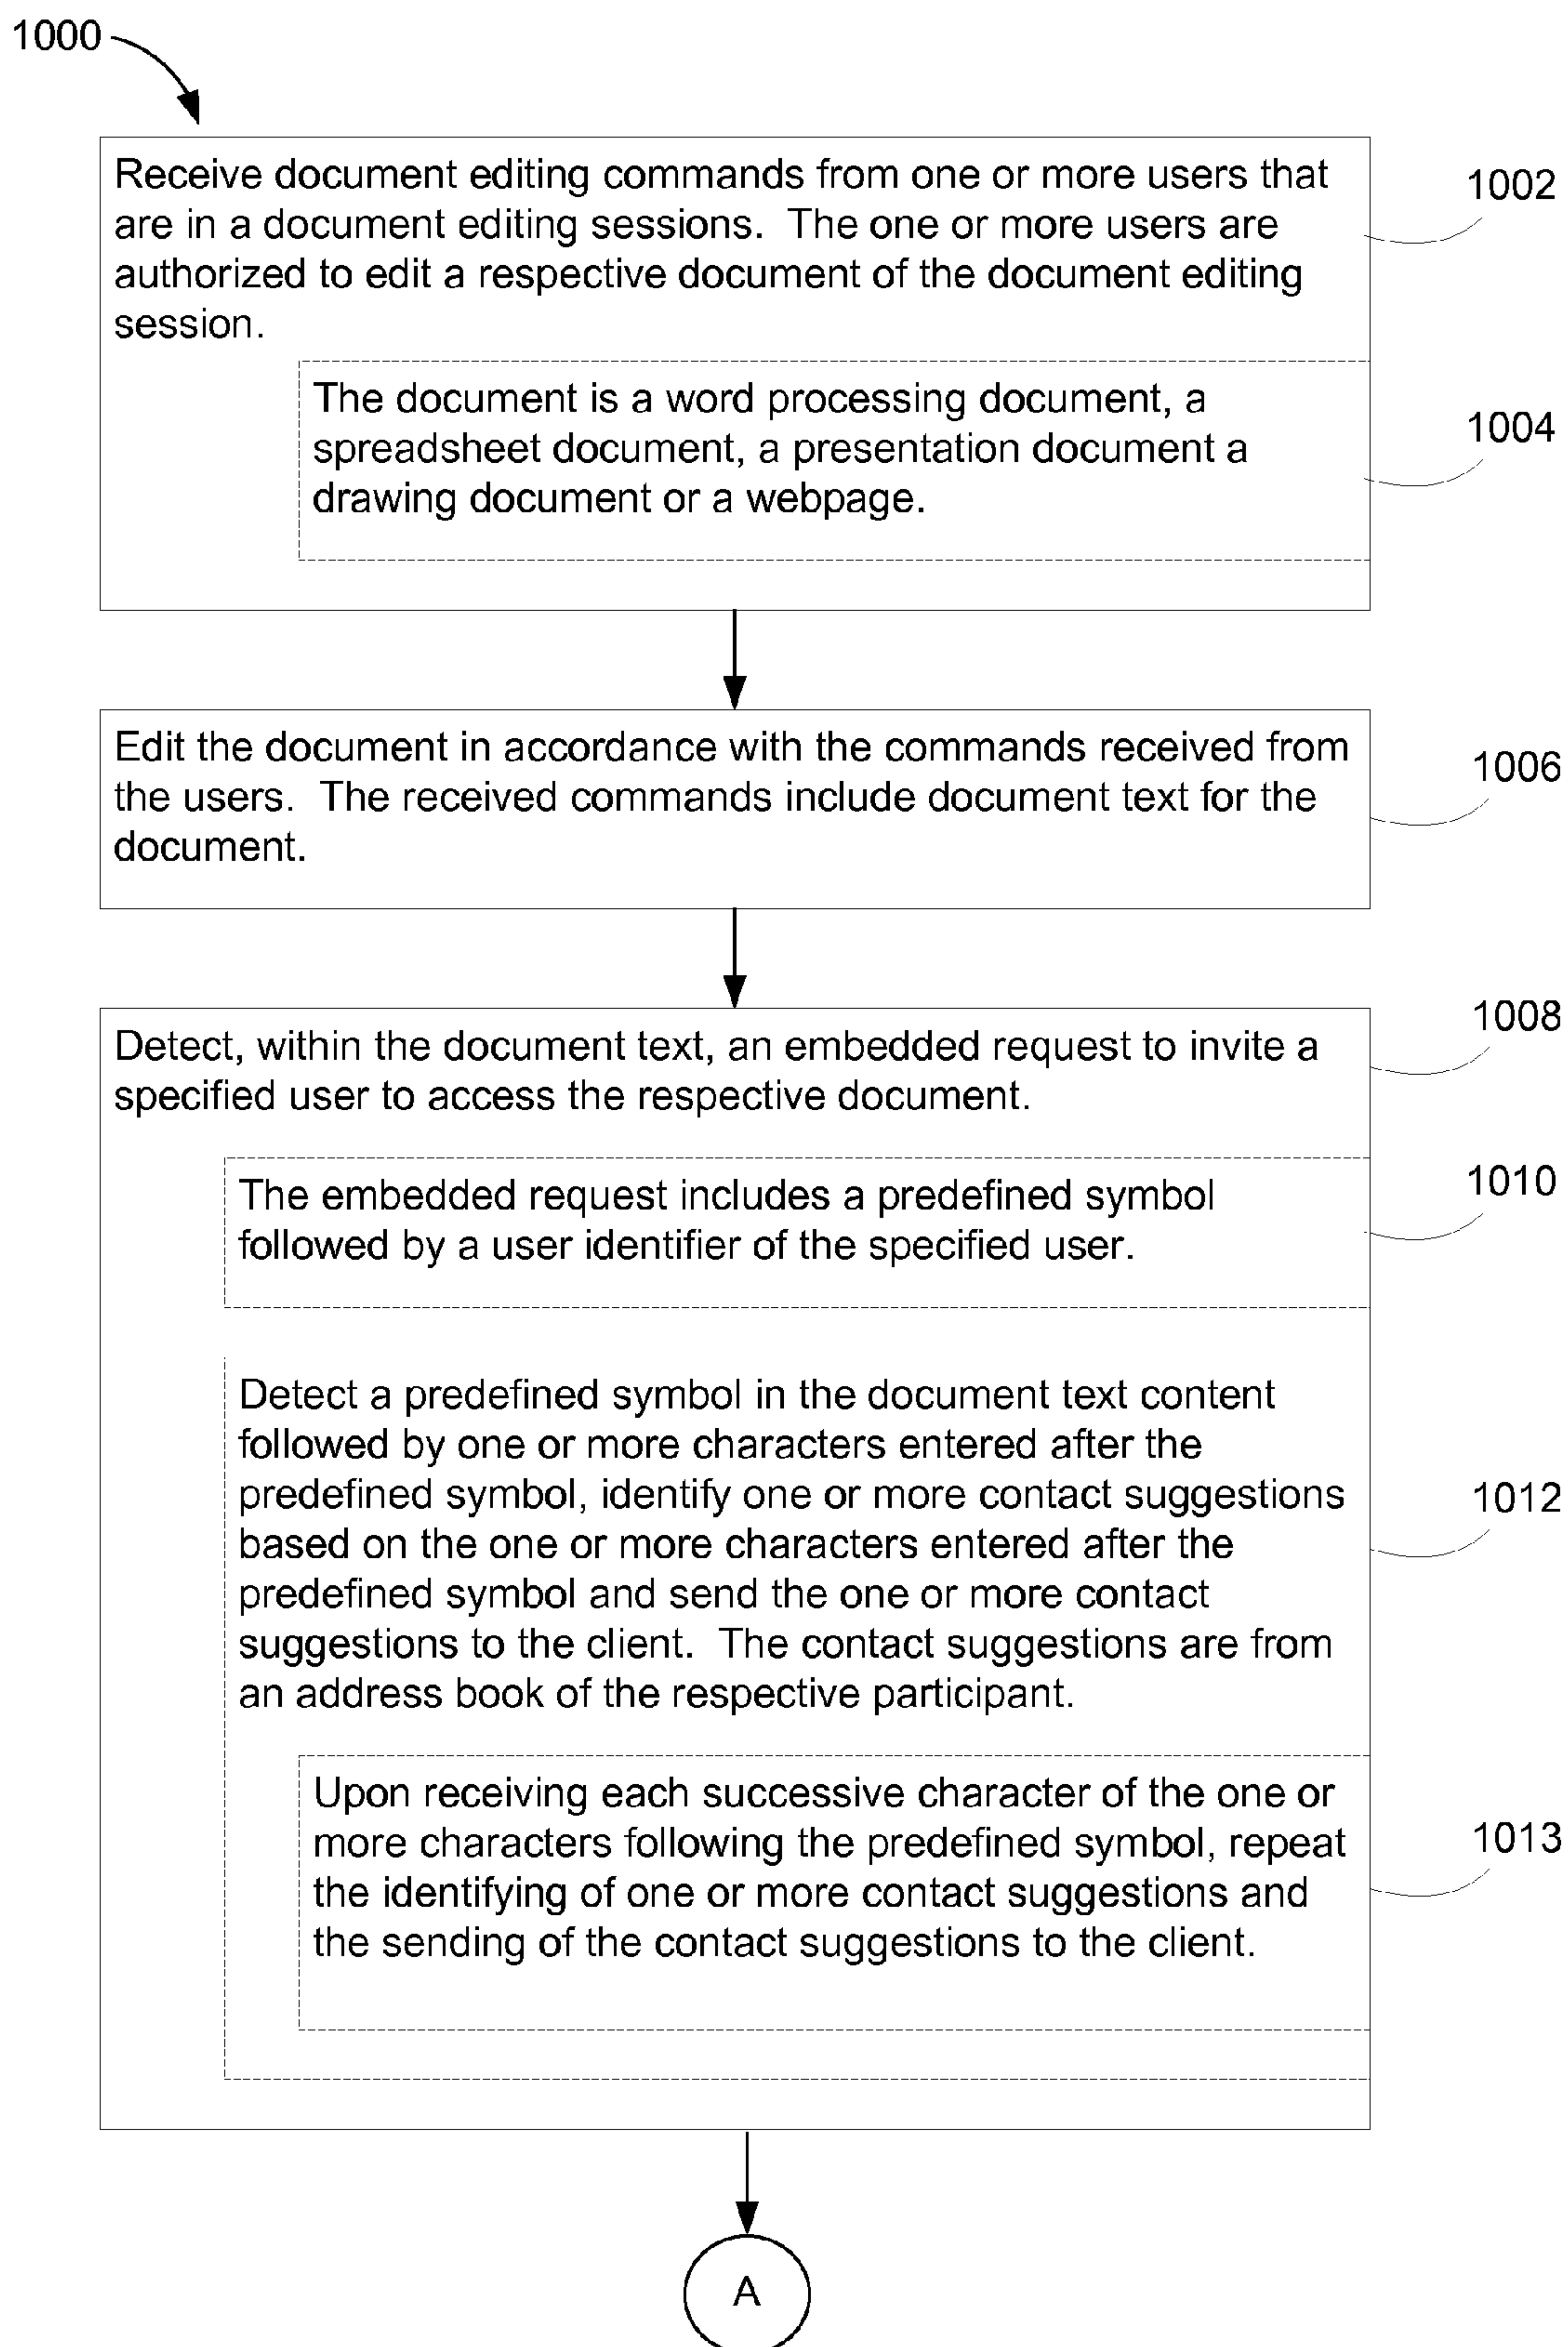 1000
Receive document editing commands from one or more users that
are in a document editing sessions.  The one or more users are
authorized to edit a respective document of the document editing
session.
1002
The document is a word processing document, a
spreadsheet document, a presentation document a
drawing document or a webpage.
1004
Edit the document in accordance with the commands received from
the users.  The received commands include document text for the
document.
1006
Detect, within the document text, an embedded request to invite a
specified user to access the respective document.
1008
The embedded request includes a predefined symbol
followed by a user identifier of the specified user.
1010
Detect a predefined symbol in the document text content
followed by one or more characters entered after the
predefined symbol, identify one or more contact suggestions
based on the one or more characters entered after the
predefined symbol and send the one or more contact
suggestions to the client.  The contact suggestions are from
an address book of the respective participant.
1012
Upon receiving each successive character of the one or
more characters following the predefined symbol, repeat
the identifying of one or more contact suggestions and
the sending of the contact suggestions to the client.
1013
A